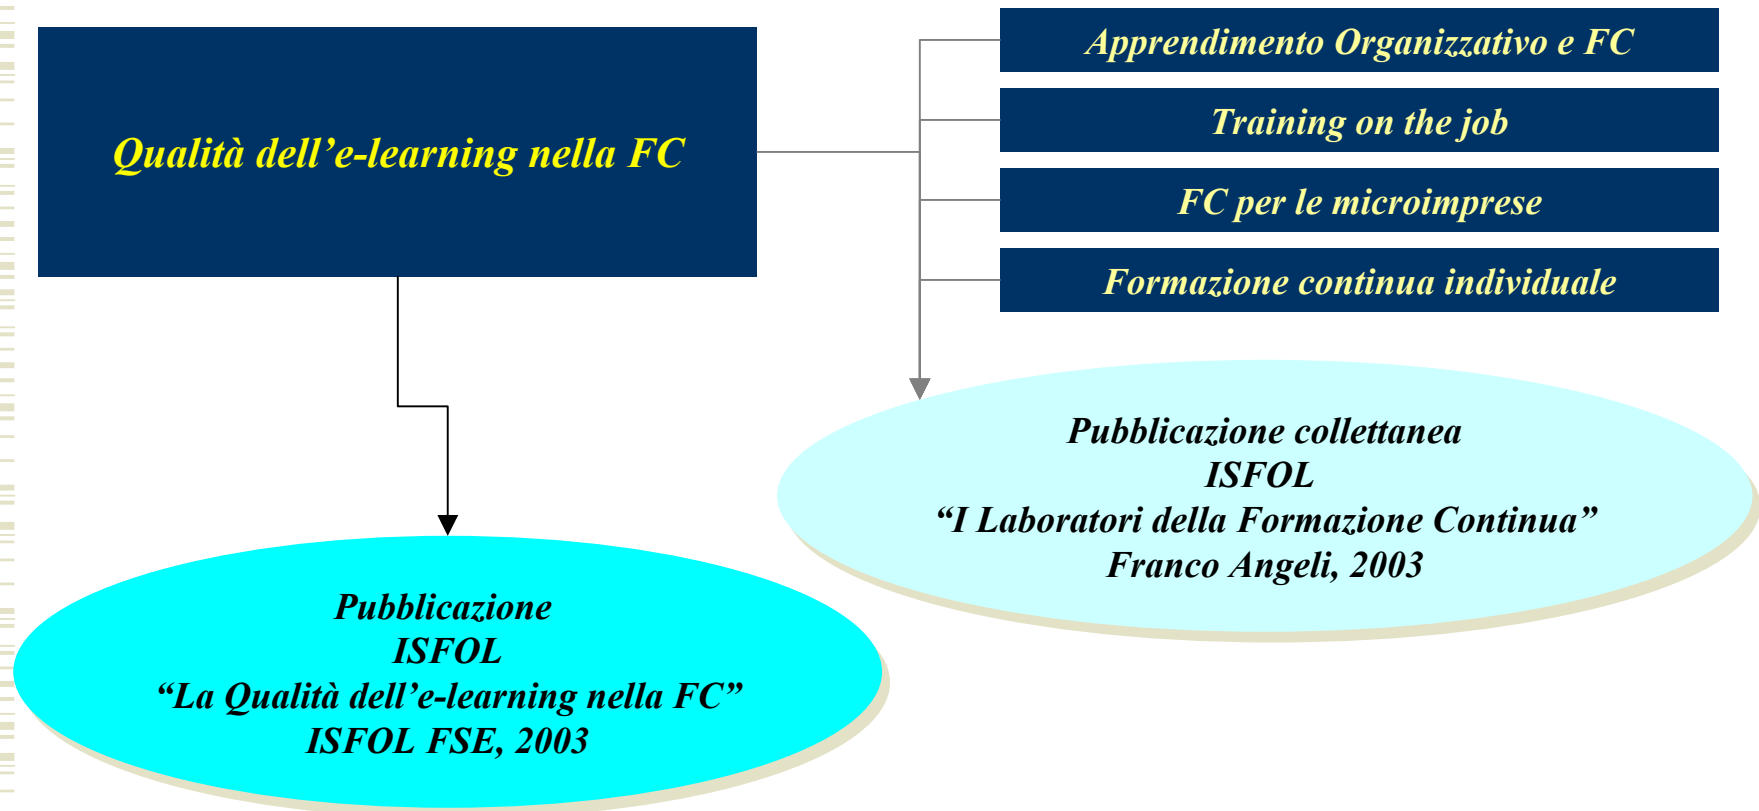 Qualità dell’e-learning nella FC
Apprendimento Organizzativo e FC
Training on the job
FC per le microimprese
Formazione continua individuale
Pubblicazione collettanea
ISFOL
“I Laboratori della Formazione Continua”
Franco Angeli, 2003
Pubblicazione
ISFOL
“La Qualità dell’e-learning nella FC”
ISFOL FSE, 2003